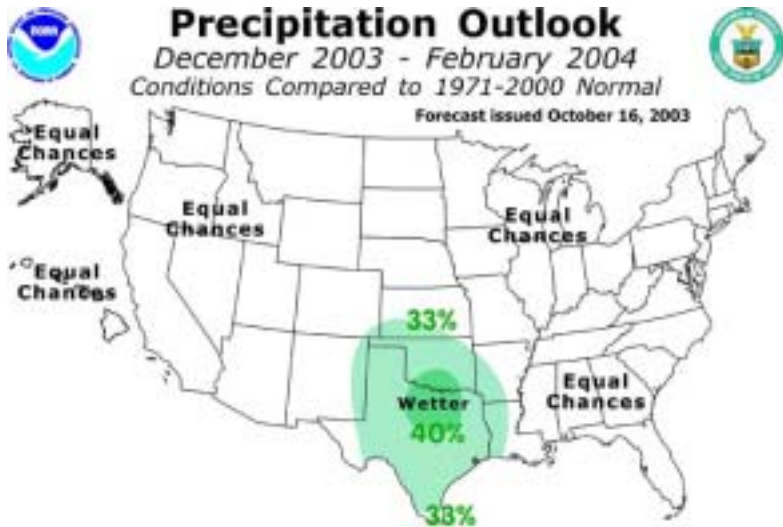 Precipitation Outlook
NOAA
December 2003 - February 2004
Conditions Compared to 1971-2000 Normal
Forecast issued October 16, 2003
Equal
Chances
Equal
Chances
Equal
Chances
Equal
Chances
33%
Equal
Chances
Wetter
40%
33%